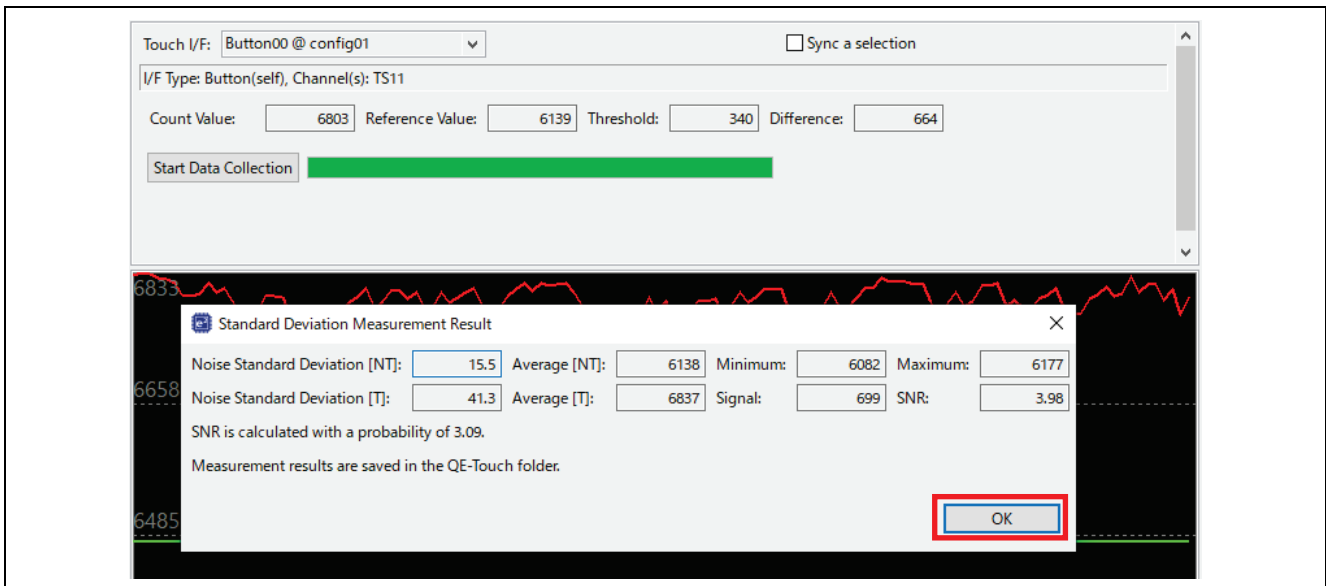 Touch I/F: Button00 @ config01 Sync a selection
I/F Type: Button(self), Channel(s): TS11
Count Value: 6803 Reference Value: 6139 Threshold: 340 Difference: 664
Start Data Collection
6833
Standard Deviation Measurement Result
Noise Standard Deviation [NT]: 15.5 Average [NT]: 6138 Minimum: 6082 Maximum: 6177
6658
Noise Standard Deviation [T]: 41.3 Average [T]: 6837 Signal: 699 SNR: 3.98
SNR is calculated with a probability of 3.09.
Measurement results are saved in the QE-Touch folder.
6485
OK